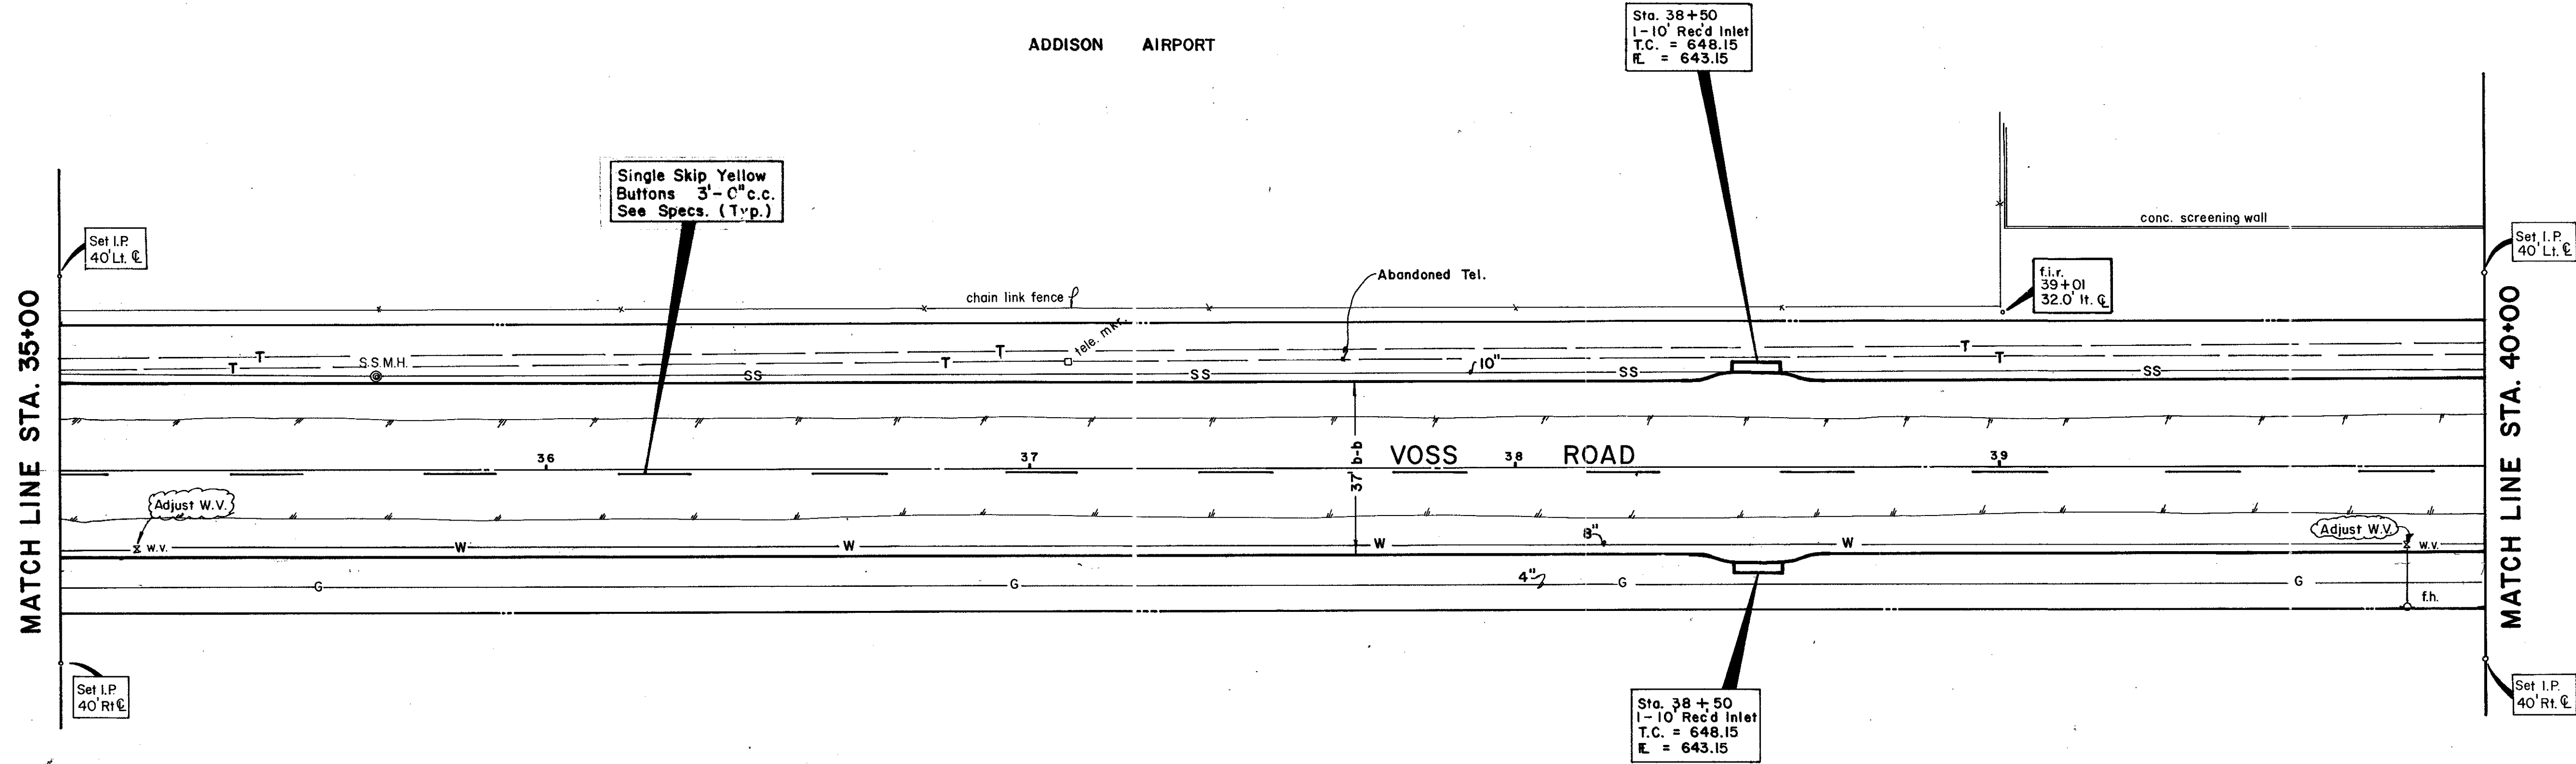 ADDISON AIRPORT
Sta. 38+50
1-10' Rec'd Inlet
T.C. = 648.15
FL = 643.15
Single Skip Yellow
Buttons 3'-0" c.c.
See Specs. (Typ.)
Set I.P.
40' Lt. ℄
conc. screening wall
Set I.P.
40' Lt. ℄
f.i.r.
39+01
32.0' lt. ℄
Abandoned Tel.
chain link fence
tele. mkr.
T
T
T
S.S.M.H.
T
T
T
10"
SS
SS
SS
SS
MATCH LINE STA. 35+00
MATCH LINE STA. 40+00
36
37
37' b-b
VOSS ROAD
38
39
Adjust W.V.
W.V.
W
W
W
W
Adjust W.V.
W.V.
G
G
4"
G
G
f.h.
Set I.P.
40' Rt ℄
Sta. 38+50
1-10' Rec'd Inlet
T.C. = 648.15
FL = 643.15
Set I.P.
40' Rt. ℄